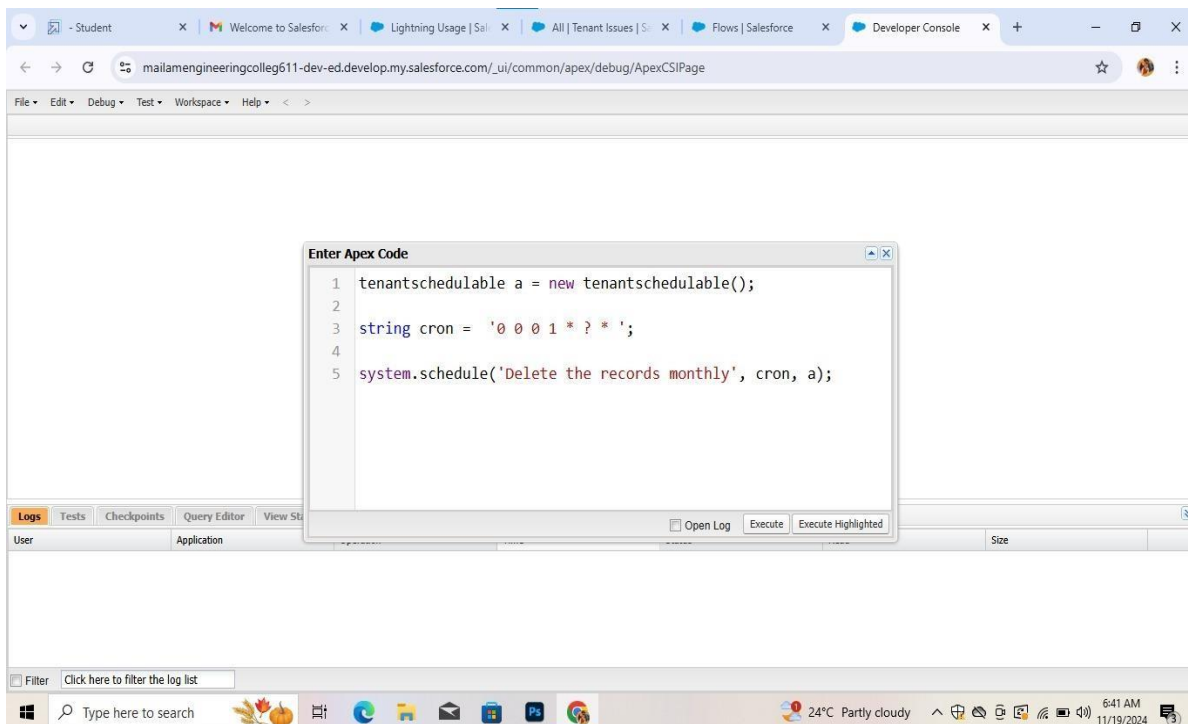 - Student
Welcome to Salesforc
Lightning Usage | Sal
All | Tenant Issues | S
Flows | Salesforce
Developer Console
mailamengineeringcolleg611-dev-ed.develop.my.salesforce.com/_ui/common/apex/debug/ApexCSIPage
File Edit Debug Test Workspace Help < >
Enter Apex Code
1 tenantschedulable a = new tenantschedulable();
2
3 string cron = '0 0 0 1 * ? * ';
4
5 system.schedule('Delete the records monthly', cron, a);
Open Log Execute Execute Highlighted
Logs Tests Checkpoints Query Editor View Sta
User Application Size
Filter Click here to filter the log list
Type here to search
24°C Partly cloudy
6:41 AM
11/19/2024